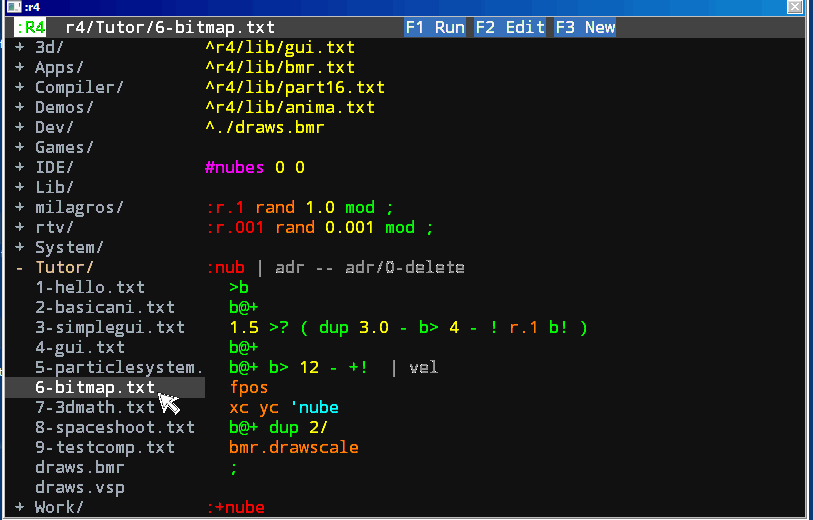 :r4
:R4 r4/Tutor/6-bitmap.txt F1 Run F2 Edit F3 New
+ 3d/ ^r4/lib/gui.txt
+ Apps/ ^r4/lib/bmr.txt
+ Compiler/ ^r4/lib/part16.txt
+ Demos/ ^r4/lib/anima.txt
+ Dev/ ^./draws.bmr
+ Games/
+ IDE/ #nubes 0 0
+ Lib/
+ milagros/ :r.1 rand 1.0 mod ;
+ rtv/ :r.001 rand 0.001 mod ;
+ System/
- Tutor/ :nub | adr -- adr/0-delete
1-hello.txt >b
2-basicani.txt b@+
3-simplegui.txt 1.5 >? ( dup 3.0 - b> 4 - ! r.1 b! )
4-gui.txt b@+
5-particlesystem. b@+ b> 12 - +! | vel
6-bitmap.txt fpos
7-3dmath.txt xc yc 'nube
8-spaceshoot.txt b@+ dup 2/
9-testcomp.txt bmr.drawscale
draws.bmr ;
draws.vsp
+ Work/ :+nube